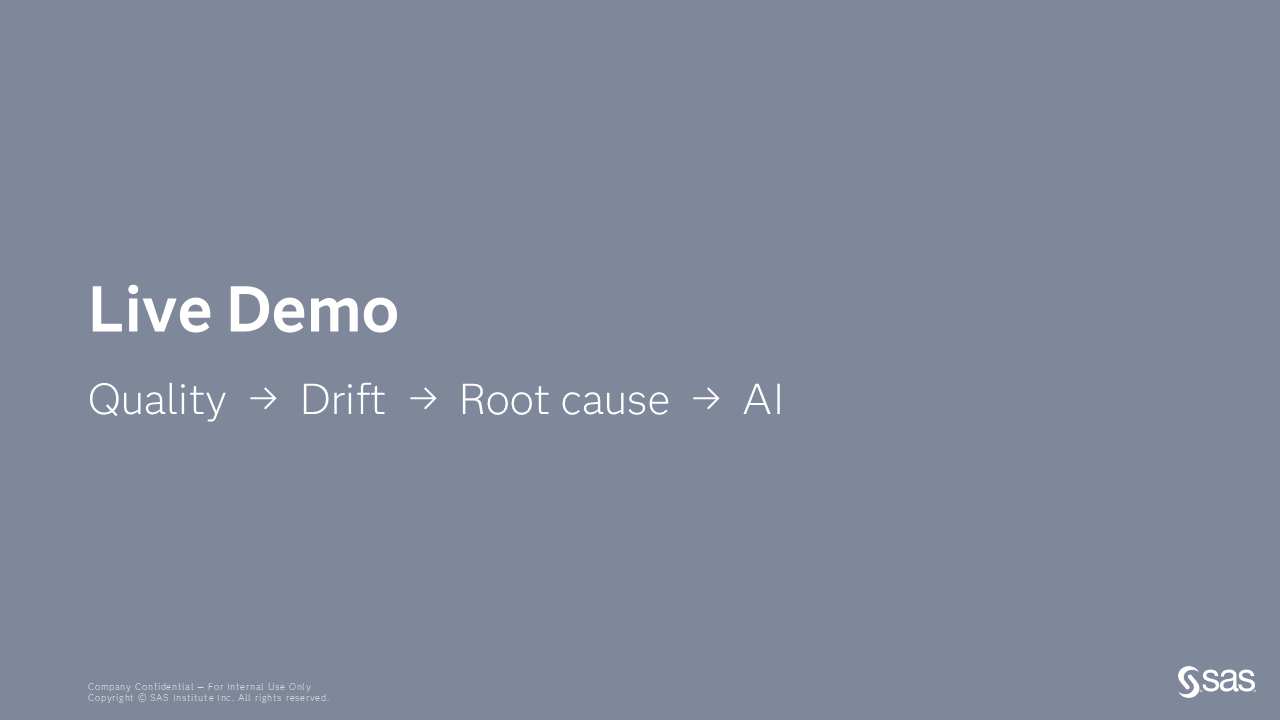 Live Demo
Quality → Drift → Root cause → AI
Company Confidential – For Internal Use Only
Copyright © SAS Institute Inc. All rights reserved.
sas